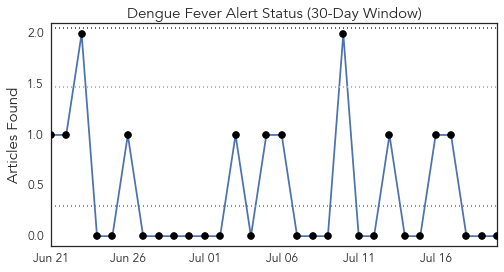 Dengue Fever Alert Status (30-Day Window)
Articles Found
2.0
1.5
1.0
0.5
0.0
Jun 21
Jun 26
Jul 01
Jul 06
Jul 11
Jul 16